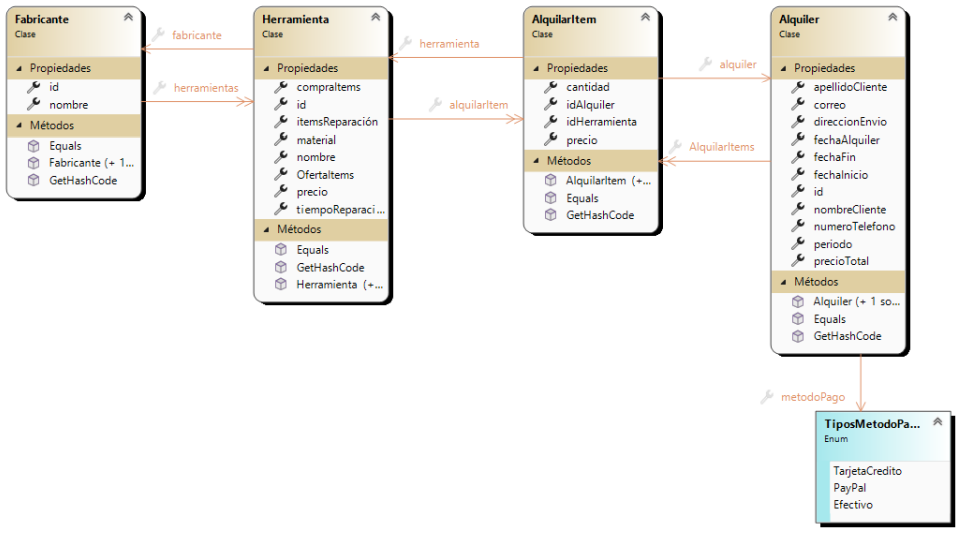 Fabricante
Clase
Propiedades
id
nombre
Métodos
Equals
Fabricante (+ 1...
GetHashCode
fabricante
herramientas
Herramienta
Clase
Propiedades
compraItems
id
itemsReparación
material
nombre
OfertaItems
precio
tiempoReparaci...
Métodos
Equals
GetHashCode
Herramienta (+...
herramienta
alquilarItem
AlquilarItem
Clase
Propiedades
cantidad
idAlquiler
idHerramienta
precio
Métodos
AlquilarItem (+...
Equals
GetHashCode
alquiler
AlquilarItems
Alquiler
Clase
Propiedades
apellidoCliente
correo
direccionEnvio
fechaAlquiler
fechaFin
fechaInicio
id
nombreCliente
numeroTelefono
periodo
precioTotal
Métodos
Alquiler (+ 1 so...
Equals
GetHashCode
metodoPago
TiposMetodoPa...
Enum
TarjetaCredito
PayPal
Efectivo